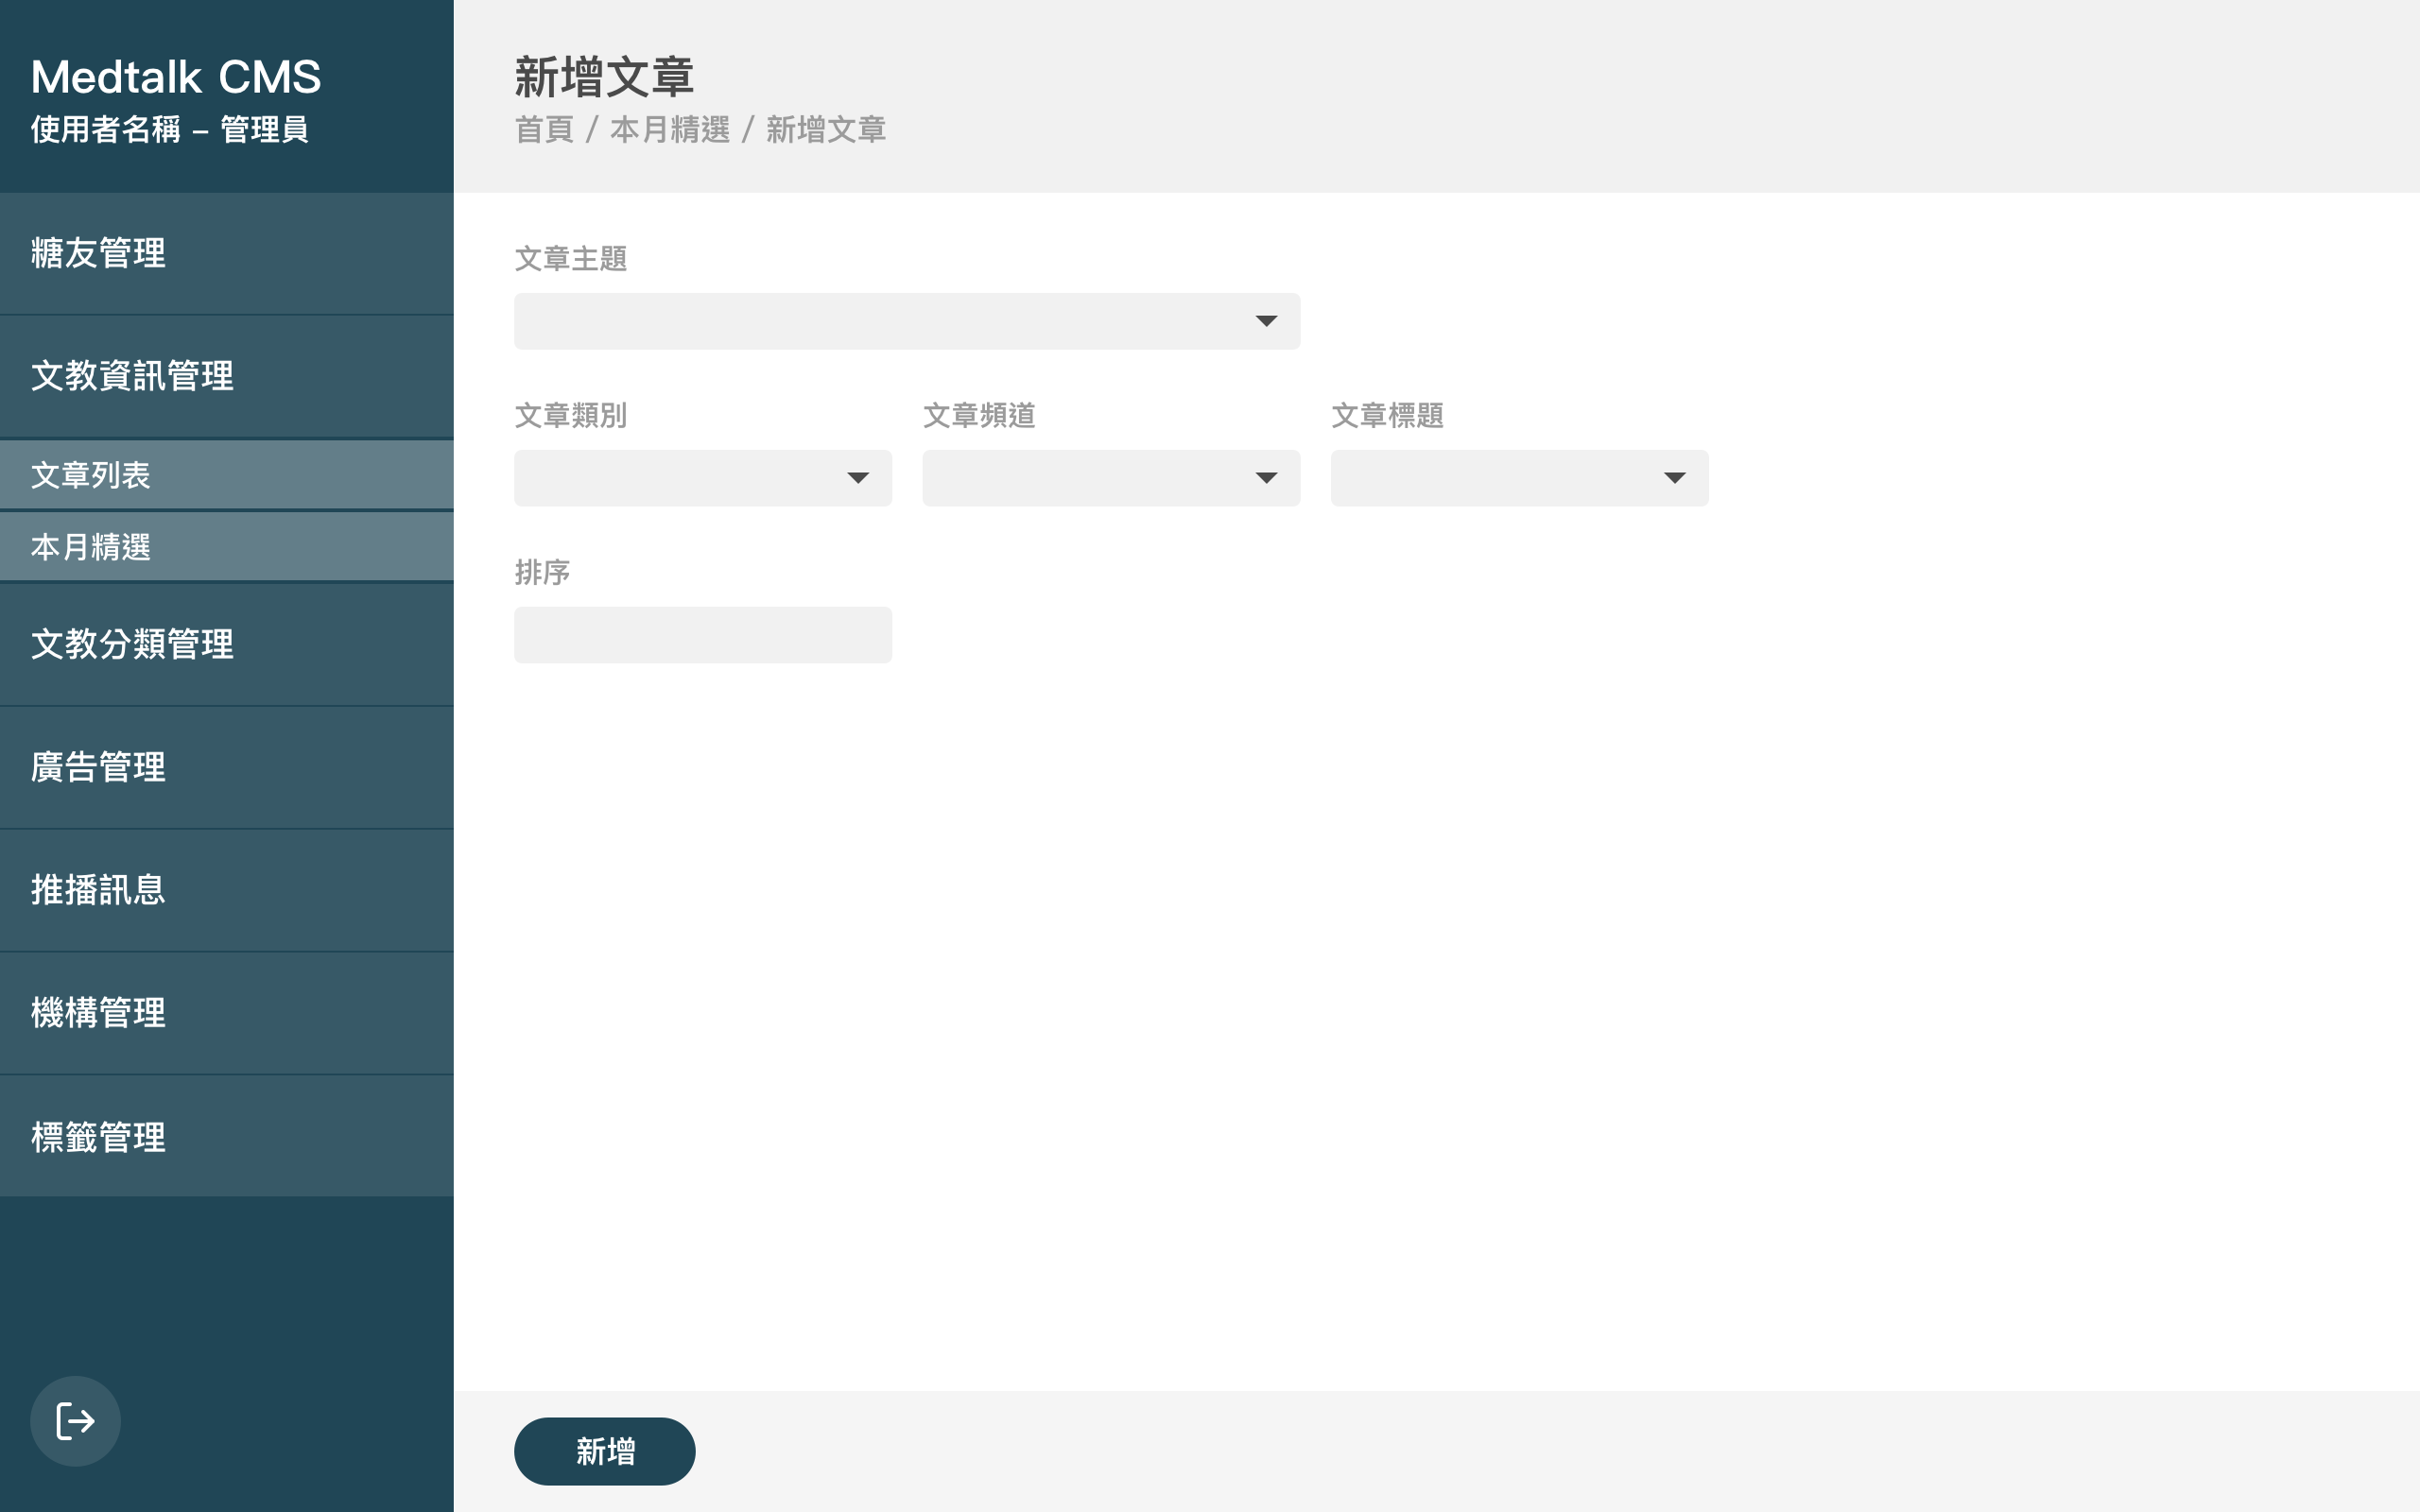 Medtalk CMS
使用者名稱 – 管理員
糖友管理
文教資訊管理
文章列表
本月精選
文教分類管理
廣告管理
推播訊息
機構管理
標籤管理
新增文章
首頁 / 本月精選 / 新增文章
文章主題
文章類別
文章頻道
文章標題
排序
新增